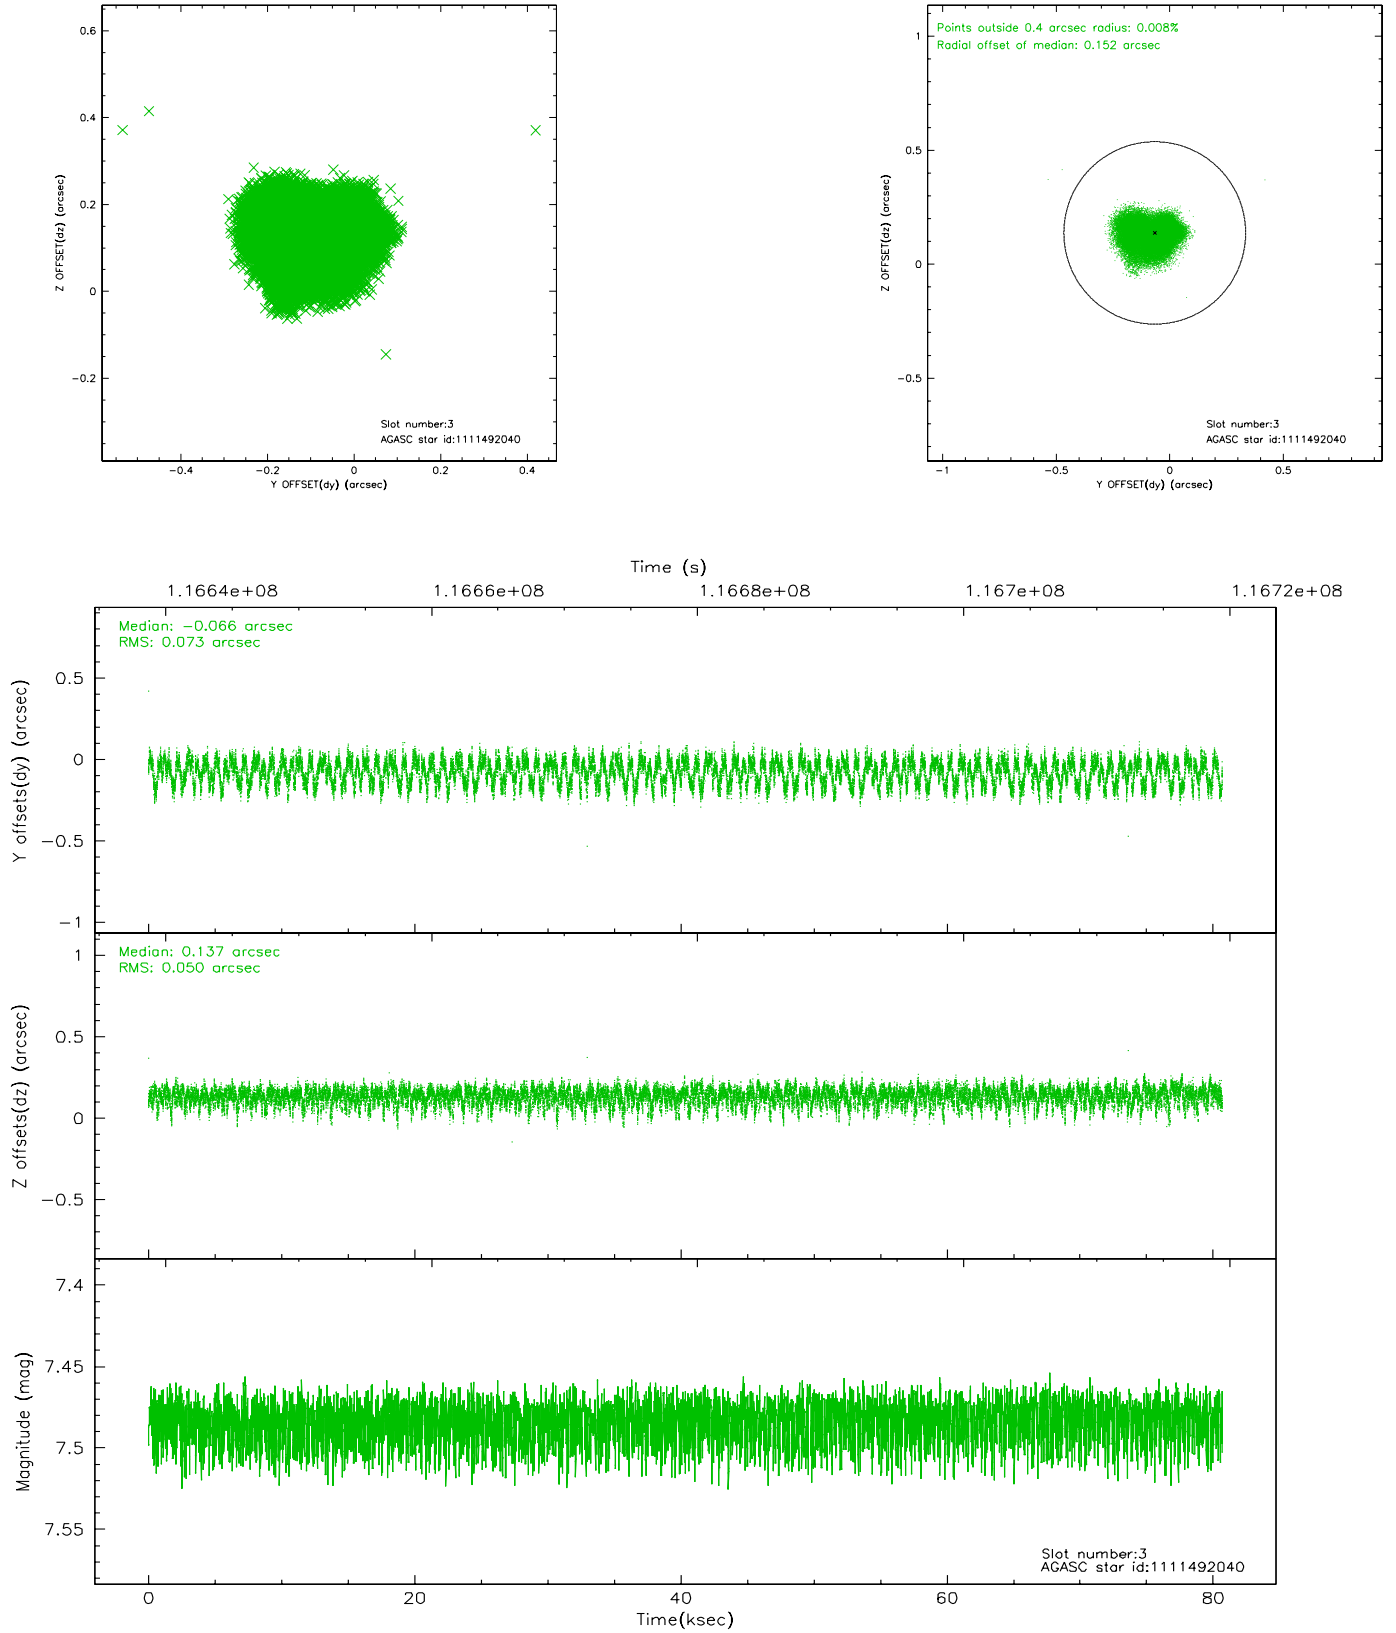 0.6
0.4
0.2
0
−0.2
−0.4
−0.2
0
0.2
0.4
Z OFFSET(dz) (arcsec)
Y OFFSET(dy) (arcsec)
Slot number:3
AGASC star id:1111492040
Points outside 0.4 arcsec radius: 0.008%
Radial offset of median: 0.152 arcsec
1
0.5
0
−0.5
−1
−0.5
0
0.5
Z OFFSET(dz) (arcsec)
Y OFFSET(dy) (arcsec)
Slot number:3
AGASC star id:1111492040
Time (s)
1.1664e+08
1.1666e+08
1.1668e+08
1.167e+08
1.1672e+08
Median: −0.066 arcsec
RMS: 0.073 arcsec
0.5
0
−0.5
−1
Y offsets(dy) (arcsec)
Median: 0.137 arcsec
RMS: 0.050 arcsec
1
0.5
0
−0.5
Z offsets(dz) (arcsec)
7.4
7.45
7.5
7.55
Magnitude (mag)
Slot number:3
AGASC star id:1111492040
0
20
40
60
80
Time(ksec)